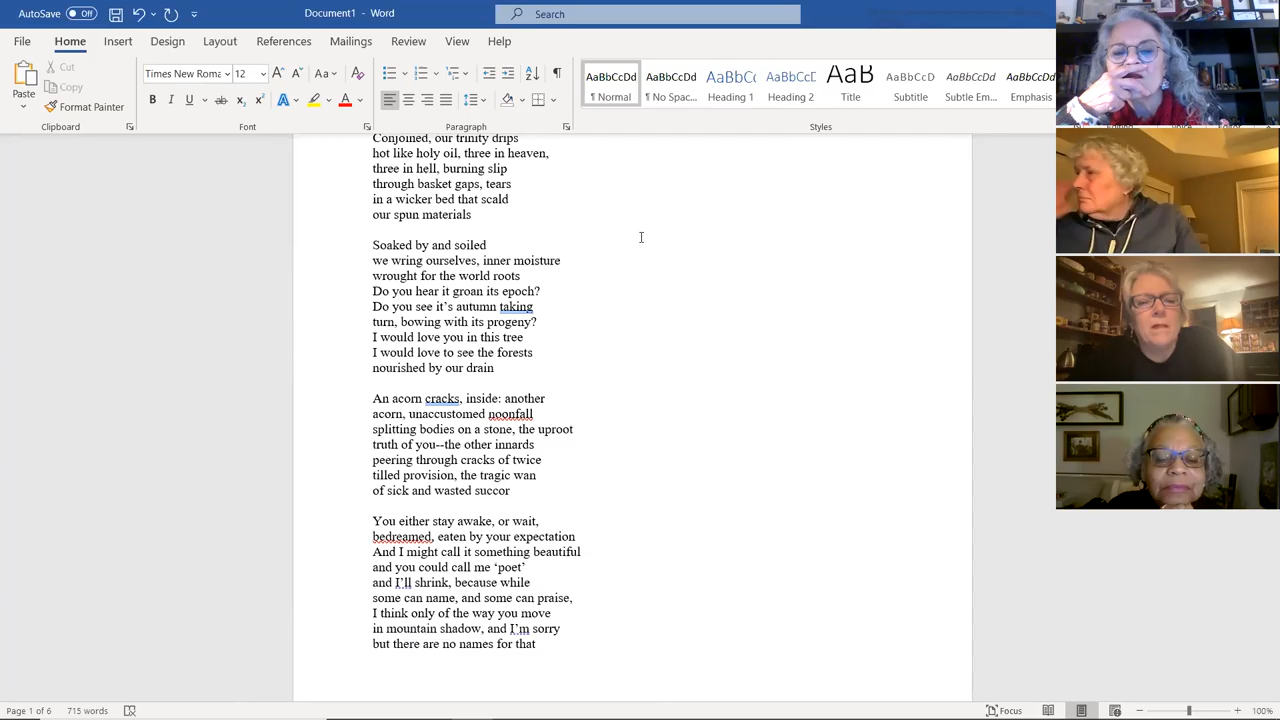 AutoSave Off
Document1 - Word
Search
File Home Insert Design Layout References Mailings Review View Help
Paste
Cut
Copy
Format Painter
Clipboard
Times New Roma
12
Font
Paragraph
AaBbCcDd AaBbCcDd AaBbC AaBbCcD AaB AaBbCcD AaBbCcDd AaBbCcDd
¶ Normal ¶ No Spac... Heading 1 Heading 2 Title Subtitle Subtle Em... Emphasis
Styles
Conjoined, our trinity drips
hot like holy oil, three in heaven,
three in hell, burning slip
through basket gaps, tears
in a wicker bed that scald
our spun materials
Soaked by and soiled
we wring ourselves, inner moisture
wrought for the world roots
Do you hear it groan its epoch?
Do you see it’s autumn taking
turn, bowing with its progeny?
I would love you in this tree
I would love to see the forests
nourished by our drain
An acorn cracks, inside: another
acorn, unaccustomed noonfall
splitting bodies on a stone, the uproot
truth of you--the other innards
peering through cracks of twice
tilled provision, the tragic wan
of sick and wasted succor
You either stay awake, or wait,
bedreamed, eaten by your expectation
And I might call it something beautiful
and you could call me ‘poet’
and I’ll shrink, because while
some can name, and some can praise,
I think only of the way you move
in mountain shadow, and I’m sorry
but there are no names for that
Page 1 of 6
715 words
Focus
100%